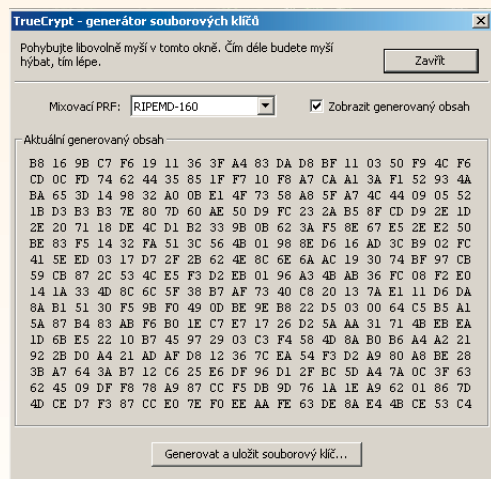 TrueCrypt - generátor souborových klíčů
Pohybujte libovolně myší v tomto okně. Čím déle budete myší
hýbat, tím lépe.
Zavřít
Mixovací PRF: RIPEMD-160 Zobrazit generovaný obsah
Aktuální generovaný obsah
B8 16 9B C7 F6 19 11 36 3F A4 83 DA D8 BF 11 03 50 F9 4C F6
CD 0C FD 74 62 44 35 85 1F F7 10 F8 A7 CA A1 3A F1 52 93 4A
BA 65 3D 14 98 32 A0 0B E1 4F 73 58 A8 5F A7 4C 44 09 05 52
1B D3 B3 B3 7E 80 7D 60 AE 50 D9 FC 23 2A B5 8F CD D9 2E 1D
2E 20 71 18 DE 4C D1 B2 33 9B 0B 62 3A F5 8E 67 E5 2E E2 50
BE 83 F5 14 32 FA 51 3C 56 4B 01 98 8E D6 16 AD 3C B9 02 FC
41 5E ED 03 17 D7 2F 2B 62 4E 8C 6E 6A AC 19 30 74 BF 97 CB
59 CB 87 2C 53 4C E5 F3 D2 EB 01 96 A3 4B AB 36 FC 08 F2 E0
14 1A 33 4D 8C 6C 5F 38 B7 AF 73 40 C8 20 13 7A E1 11 D6 DA
8A B1 51 30 F5 9B F0 49 0D BE 9E B8 22 D5 03 00 64 C5 B5 A1
5A 87 B4 83 AB F6 B0 1E C7 E7 17 26 D2 5A AA 31 71 4B EB EA
1D 6B E5 22 10 B7 45 97 29 03 C3 F4 58 4D 8A B0 B6 A4 A2 21
92 2B D0 A4 21 AD AF D8 12 36 7C EA 54 F3 D2 A9 80 A8 BE 28
3B A7 64 3A B7 12 C6 25 E6 DF 96 D1 2F BC 5D A4 7A 0C 3F 63
62 45 09 DF F8 78 A9 87 CC F5 DB 9D 76 1A 1E A9 62 01 86 7D
4D CE D7 F3 87 CC E0 7E F0 EE AA FE 63 DE 8A E4 4B CE 53 C4
Generovat a uložit souborový klíč...